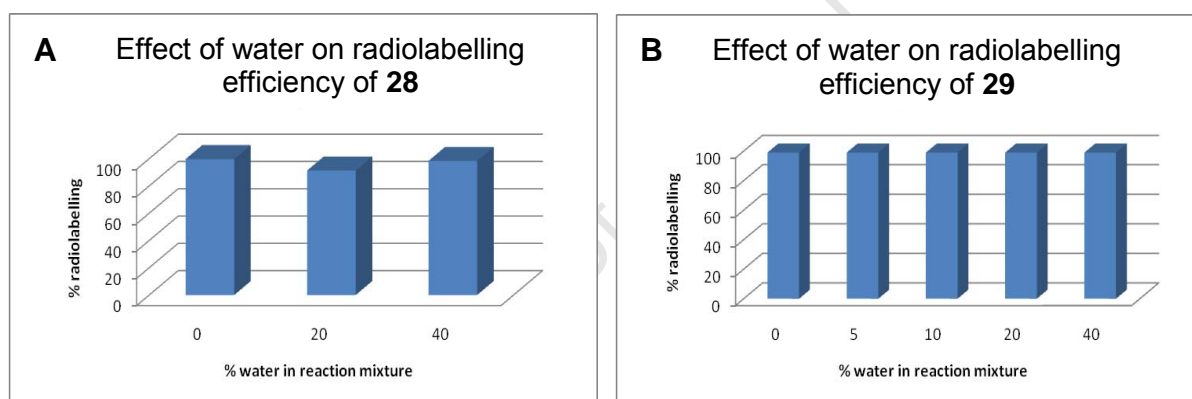 A
Effect of water on radiolabelling
efficiency of 28
% radiolabelling
100
80
60
40
20
0
0 20 40
% water in reaction mixture
B
Effect of water on radiolabelling
efficiency of 29
% radiolabelling
100
80
60
40
20
0
0 5 10 20 40
% water in reaction mixture